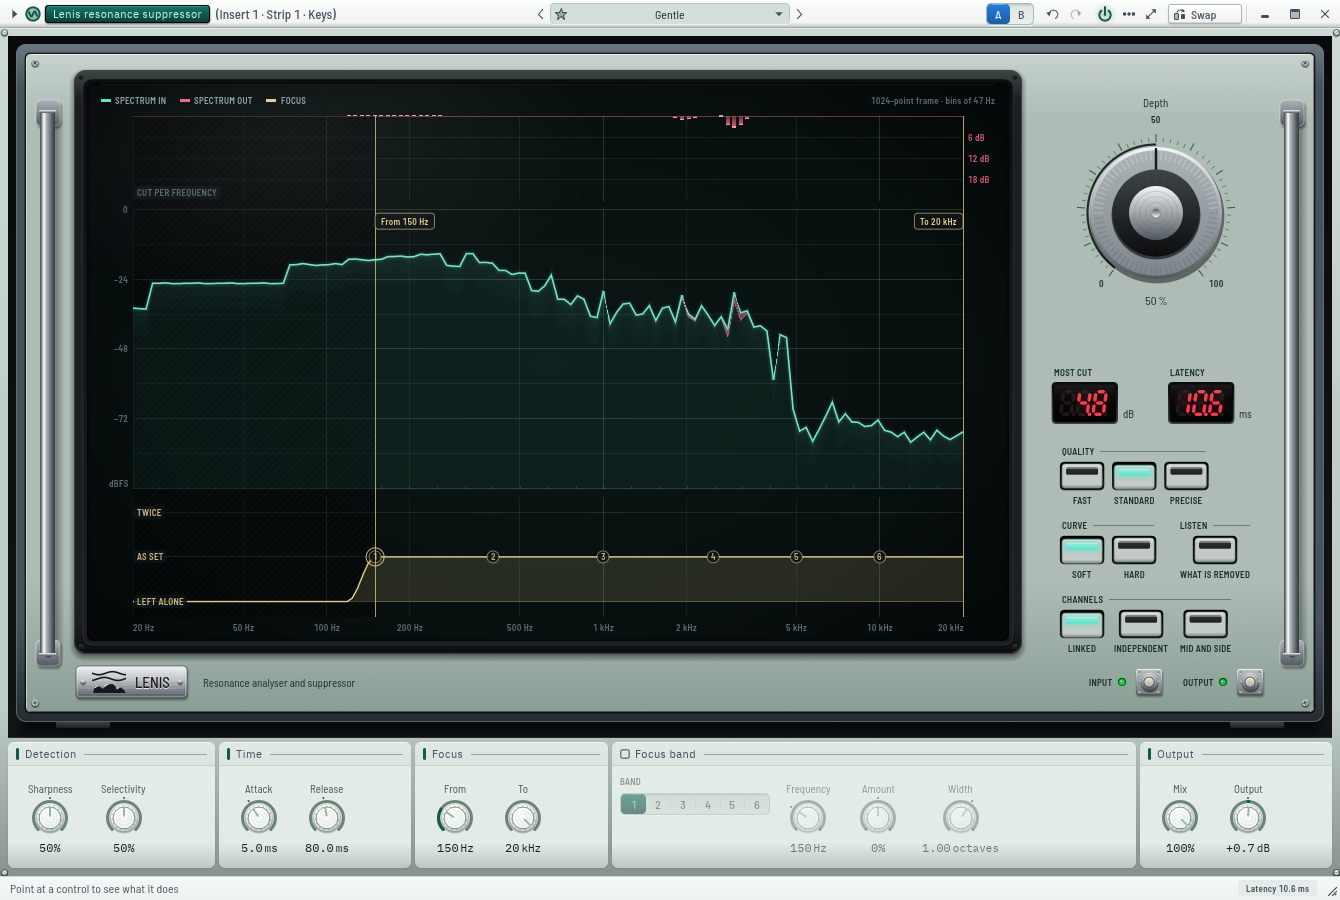 Lenis resonance suppressor (Insert 1 · Strip 1 · Keys) Gentle A B Swap
SPECTRUM IN SPECTRUM OUT FOCUS 1024-point frame · bins of 47 Hz
6 dB
12 dB
18 dB
CUT PER FREQUENCY
0
From 150 Hz To 20 kHz
-24
-48
-72
dBFS
TWICE
AS SET 1 2 3 4 5 6
LEFT ALONE
20 Hz 50 Hz 100 Hz 200 Hz 500 Hz 1 kHz 2 kHz 5 kHz 10 kHz 20 kHz
Depth
50
0 100
50 %
MOST CUT LATENCY
4.8 dB 10.6 ms
QUALITY
FAST STANDARD PRECISE
CURVE LISTEN
SOFT HARD WHAT IS REMOVED
CHANNELS
LINKED INDEPENDENT MID AND SIDE
INPUT OUTPUT
LENIS Resonance analyser and suppressor
Detection Time Focus Focus band Output
BAND
Sharpness Selectivity Attack Release From To Frequency Amount Width Mix Output
1 2 3 4 5 6
50% 50% 5.0 ms 80.0 ms 150 Hz 20 kHz 150 Hz 0% 1.00 octaves 100% +0.7 dB
Point at a control to see what it does Latency 10.6 ms